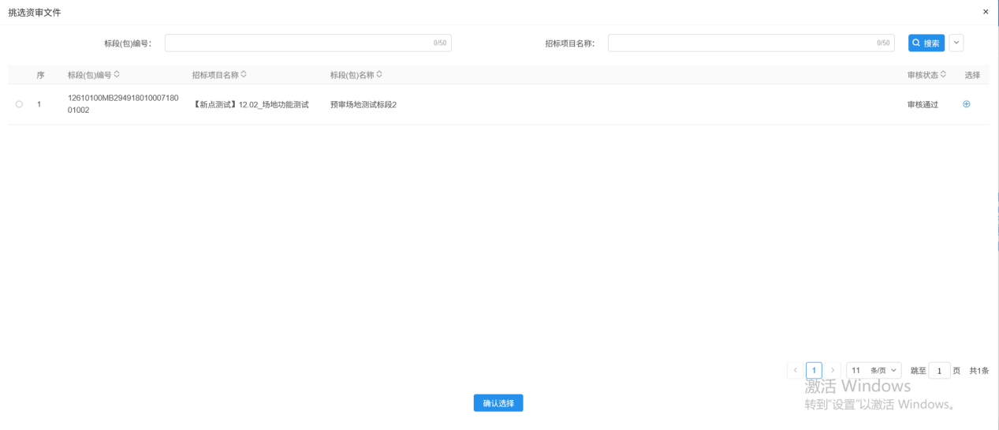 挑选资审文件
标段(包)编号： 0/50 招标项目名称： 0/50 搜索
序 标段(包)编号 招标项目名称 标段(包)名称 审核状态 选择
1 12610100MB294918010007180 【新点测试】12.02_场地功能测试 预审场地测试标段2 审核通过
01002
1 11 条/页 跳至 1 页 共1条
激活 Windows
转到"设置"以激活 Windows。
确认选择